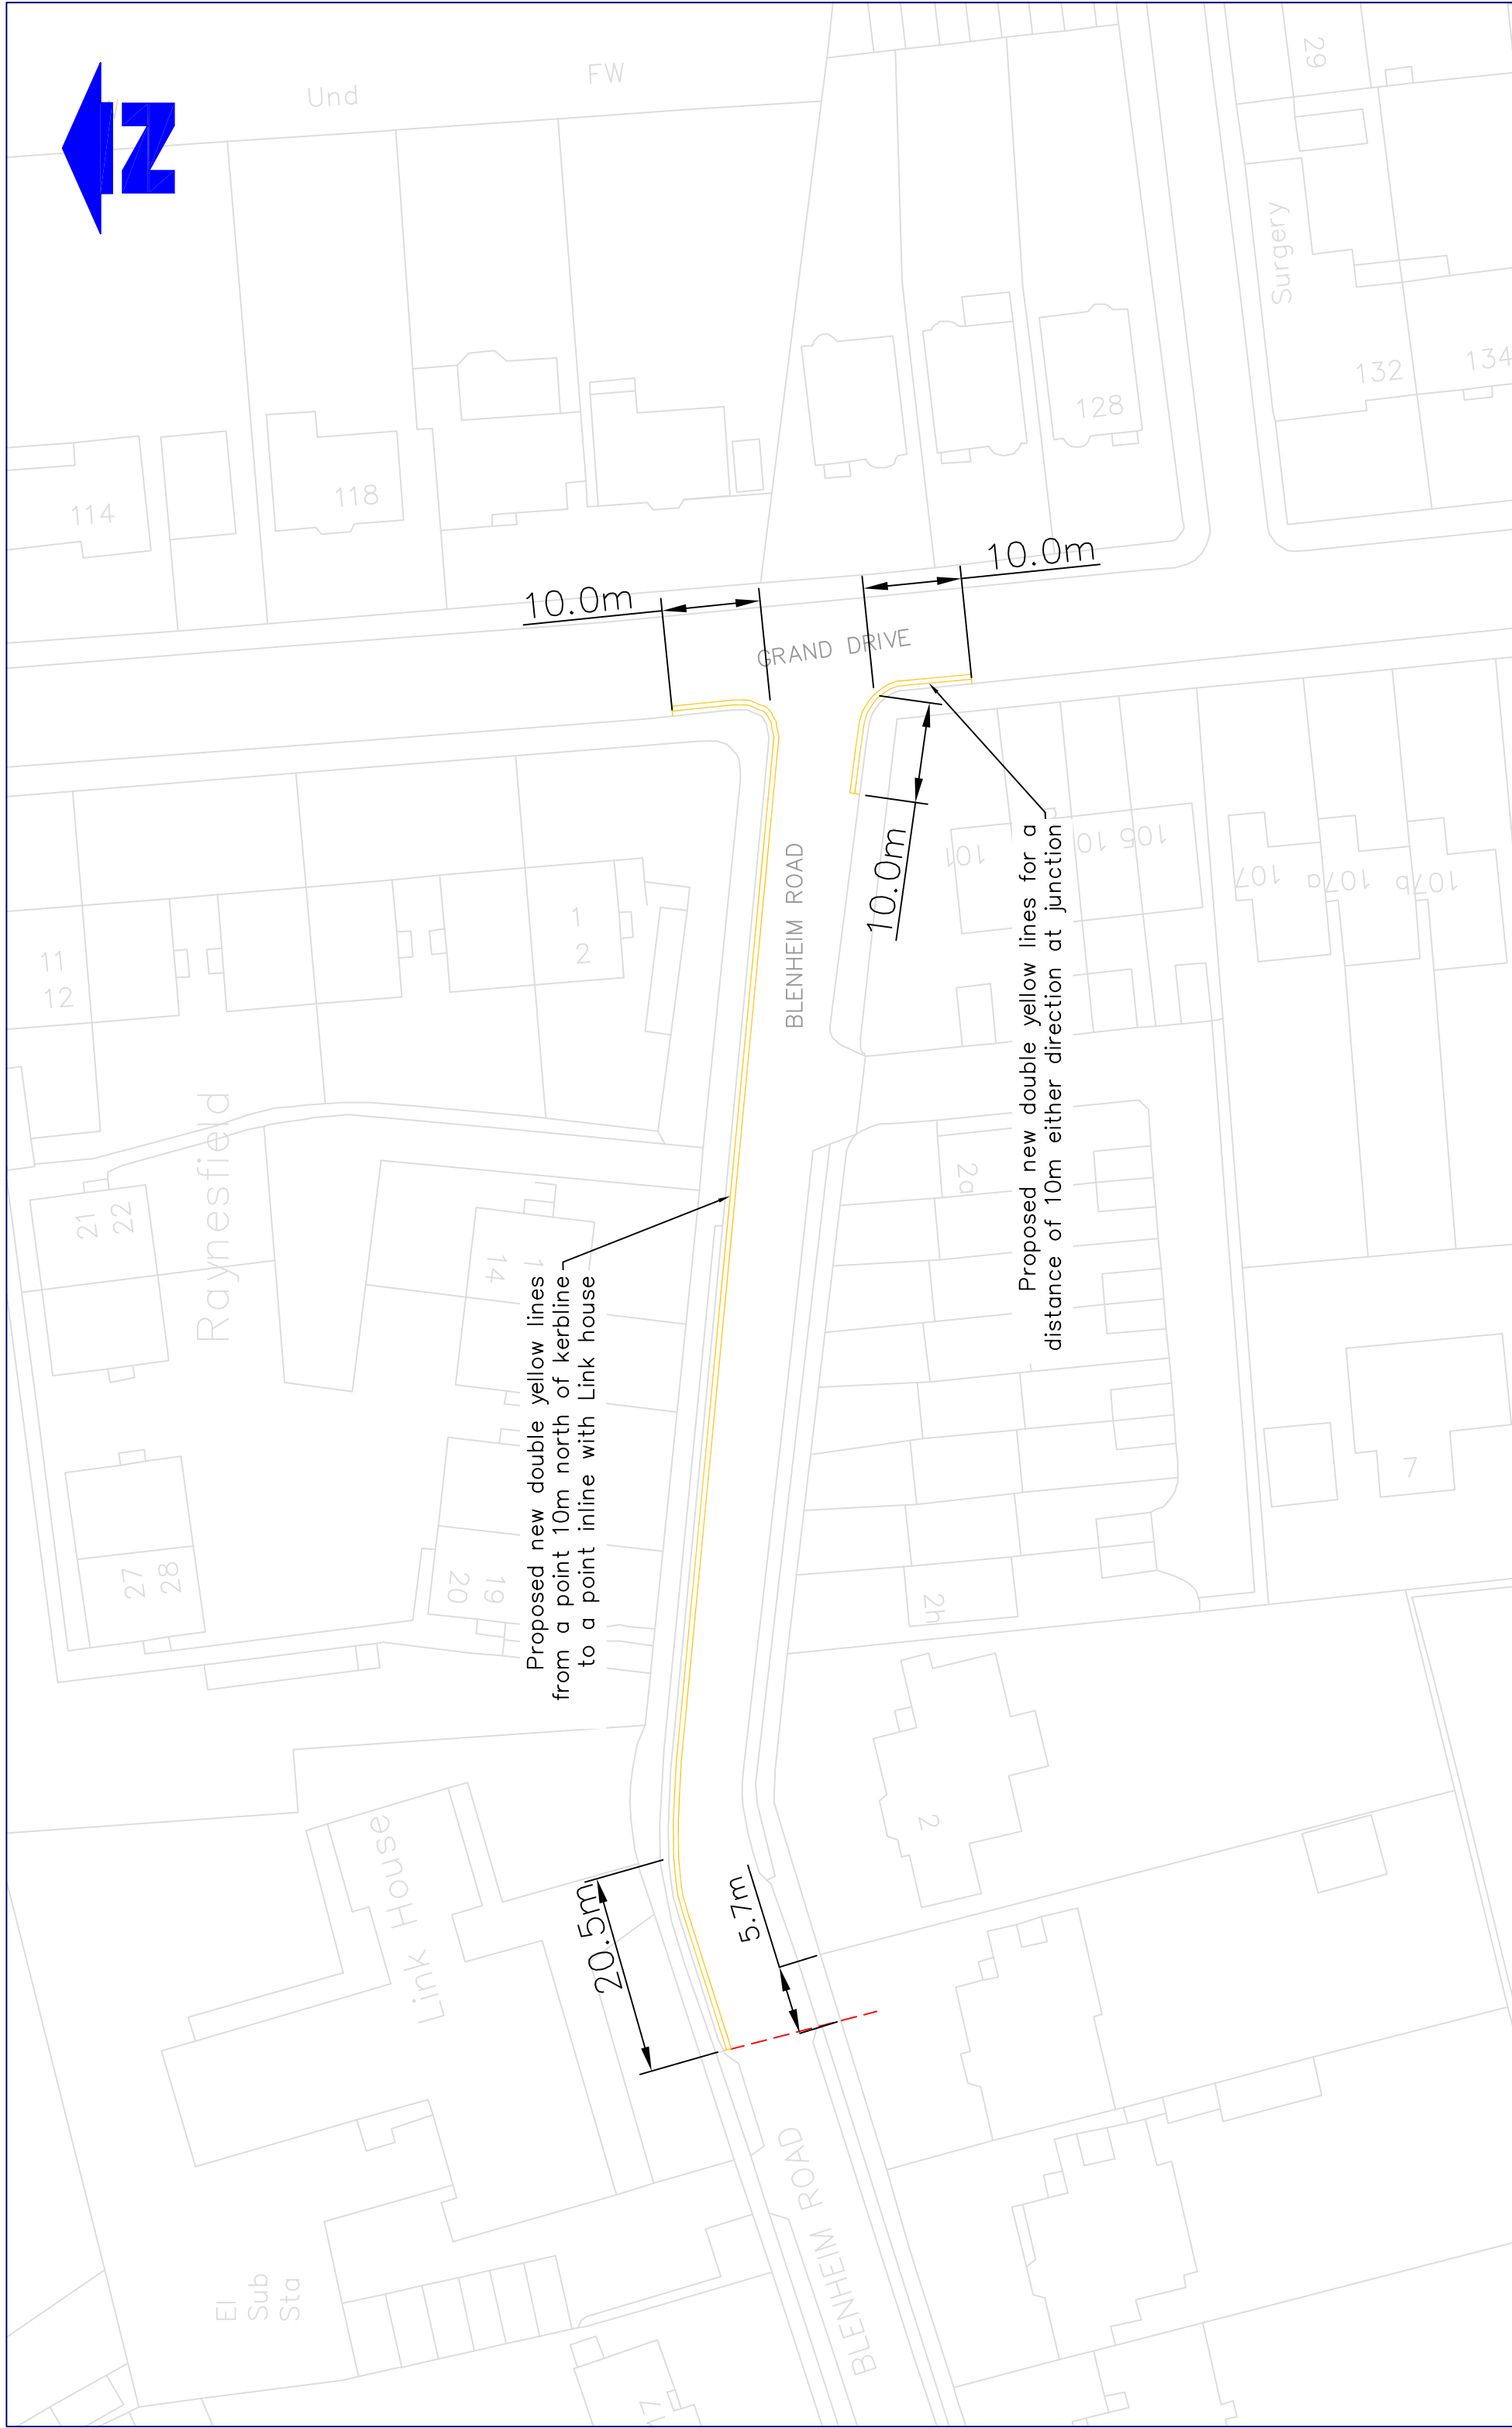 Und
FW
29
Surgery
114
118
128
132
134
10.0m
10.0m
GRAND DRIVE
10.0m
BLENHEIM ROAD
101
105
107
107a
107b
11
12
1
2
Proposed new double yellow lines for a
distance of 10m either direction at junction
Raynesfield
21
22
14
2a
Proposed new double yellow lines
from a point 10m north of kerbline
to a point inline with Link house
27
28
20
19
7
2h
2
Link House
20.5m
5.7m
BLENHEIM ROAD
El
Sub
Sta
N